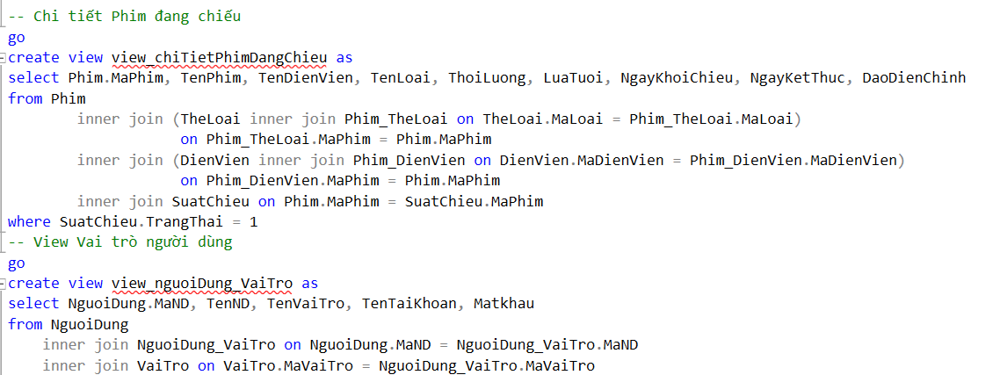 -- Chi tiết Phim đang chiếu
go
create view view_chiTietPhimDangChieu as
select Phim.MaPhim, TenPhim, TenDienVien, TenLoai, ThoiLuong, LuaTuoi, NgayKhoiChieu, NgayKetThuc, DaoDienChinh
from Phim
inner join (TheLoai inner join Phim_TheLoai on TheLoai.MaLoai = Phim_TheLoai.MaLoai)
on Phim_TheLoai.MaPhim = Phim.MaPhim
inner join (DienVien inner join Phim_DienVien on DienVien.MaDienVien = Phim_DienVien.MaDienVien)
on Phim_DienVien.MaPhim = Phim.MaPhim
inner join SuatChieu on Phim.MaPhim = SuatChieu.MaPhim
where SuatChieu.TrangThai = 1
-- View Vai trò người dùng
go
create view view_nguoiDung_VaiTro as
select NguoiDung.MaND, TenND, TenVaiTro, TenTaiKhoan, Matkhau
from NguoiDung
inner join NguoiDung_VaiTro on NguoiDung.MaND = NguoiDung_VaiTro.MaND
inner join VaiTro on VaiTro.MaVaiTro = NguoiDung_VaiTro.MaVaiTro